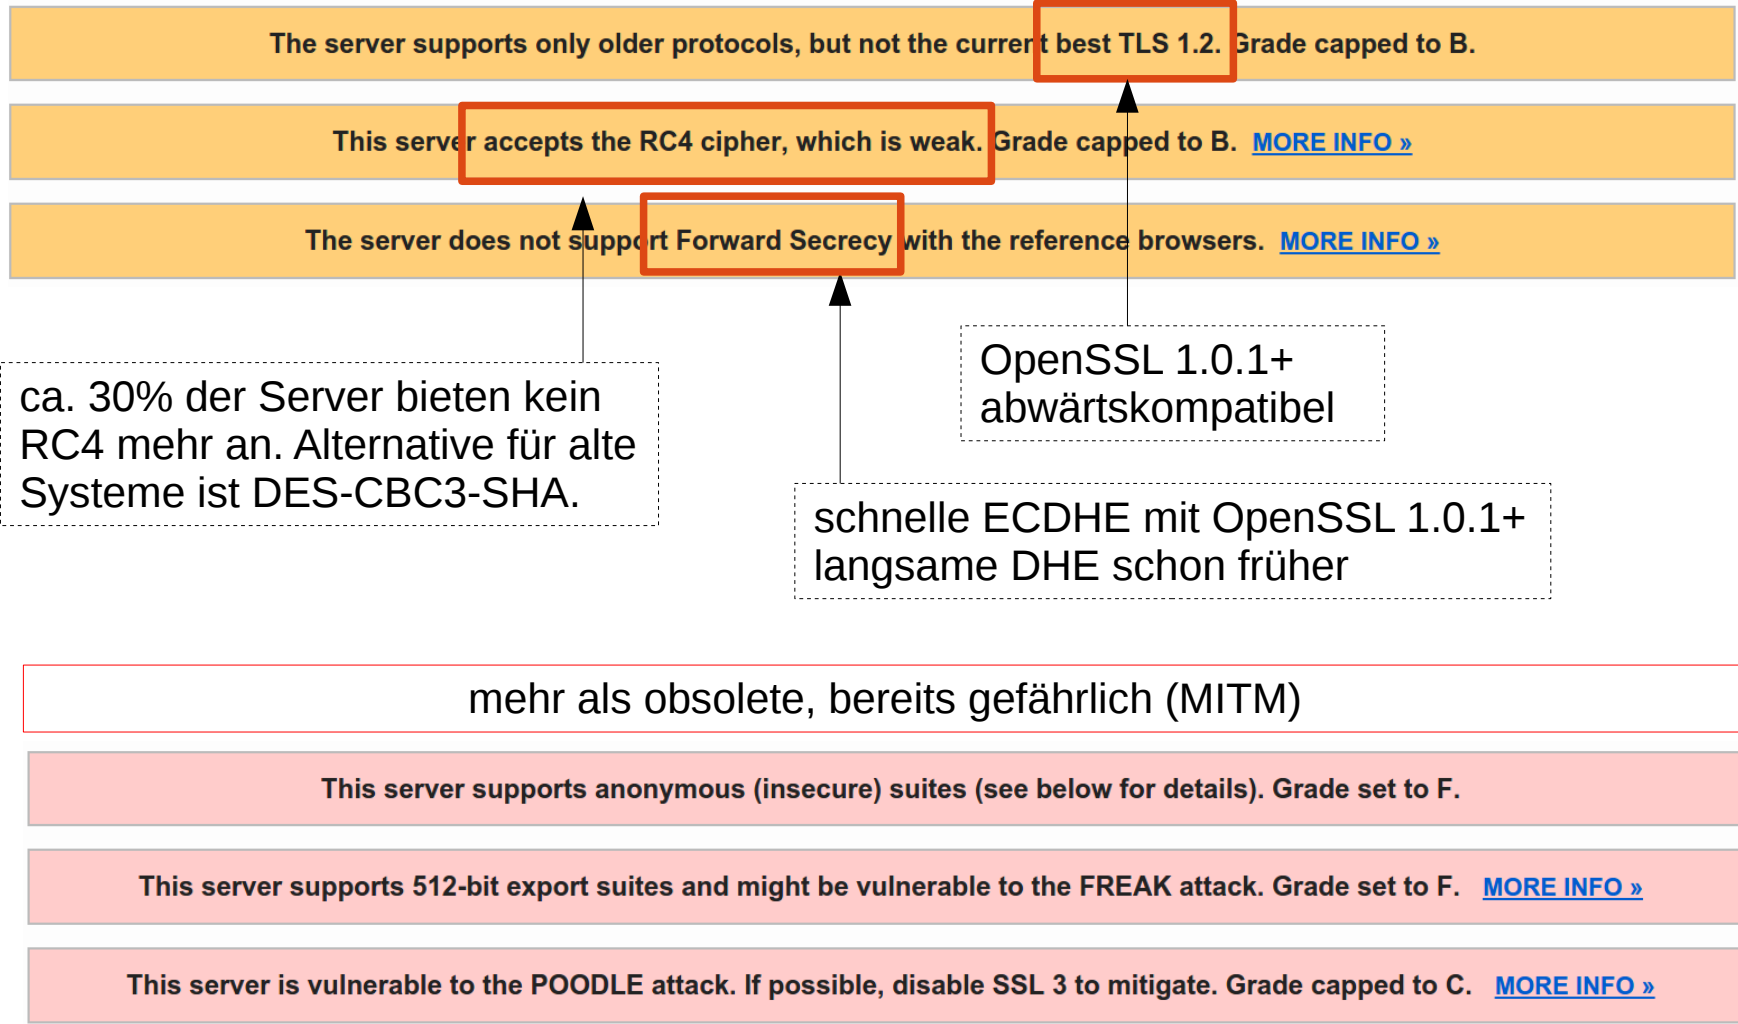 The server supports only older protocols, but not the current best TLS 1.2. Grade capped to B.
This server accepts the RC4 cipher, which is weak. Grade capped to B. MORE INFO »
The server does not support Forward Secrecy with the reference browsers. MORE INFO »
OpenSSL 1.0.1+
abwärtskompatibel
ca. 30% der Server bieten kein
RC4 mehr an. Alternative für alte
Systeme ist DES-CBC3-SHA.
schnelle ECDHE mit OpenSSL 1.0.1+
langsame DHE schon früher
mehr als obsolete, bereits gefährlich (MITM)
This server supports anonymous (insecure) suites (see below for details). Grade set to F.
This server supports 512-bit export suites and might be vulnerable to the FREAK attack. Grade set to F. MORE INFO »
This server is vulnerable to the POODLE attack. If possible, disable SSL 3 to mitigate. Grade capped to C. MORE INFO »